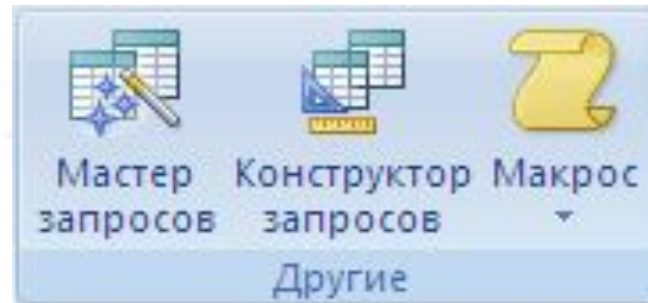 Мастер запросов
Конструктор запросов
Макрос
Другие